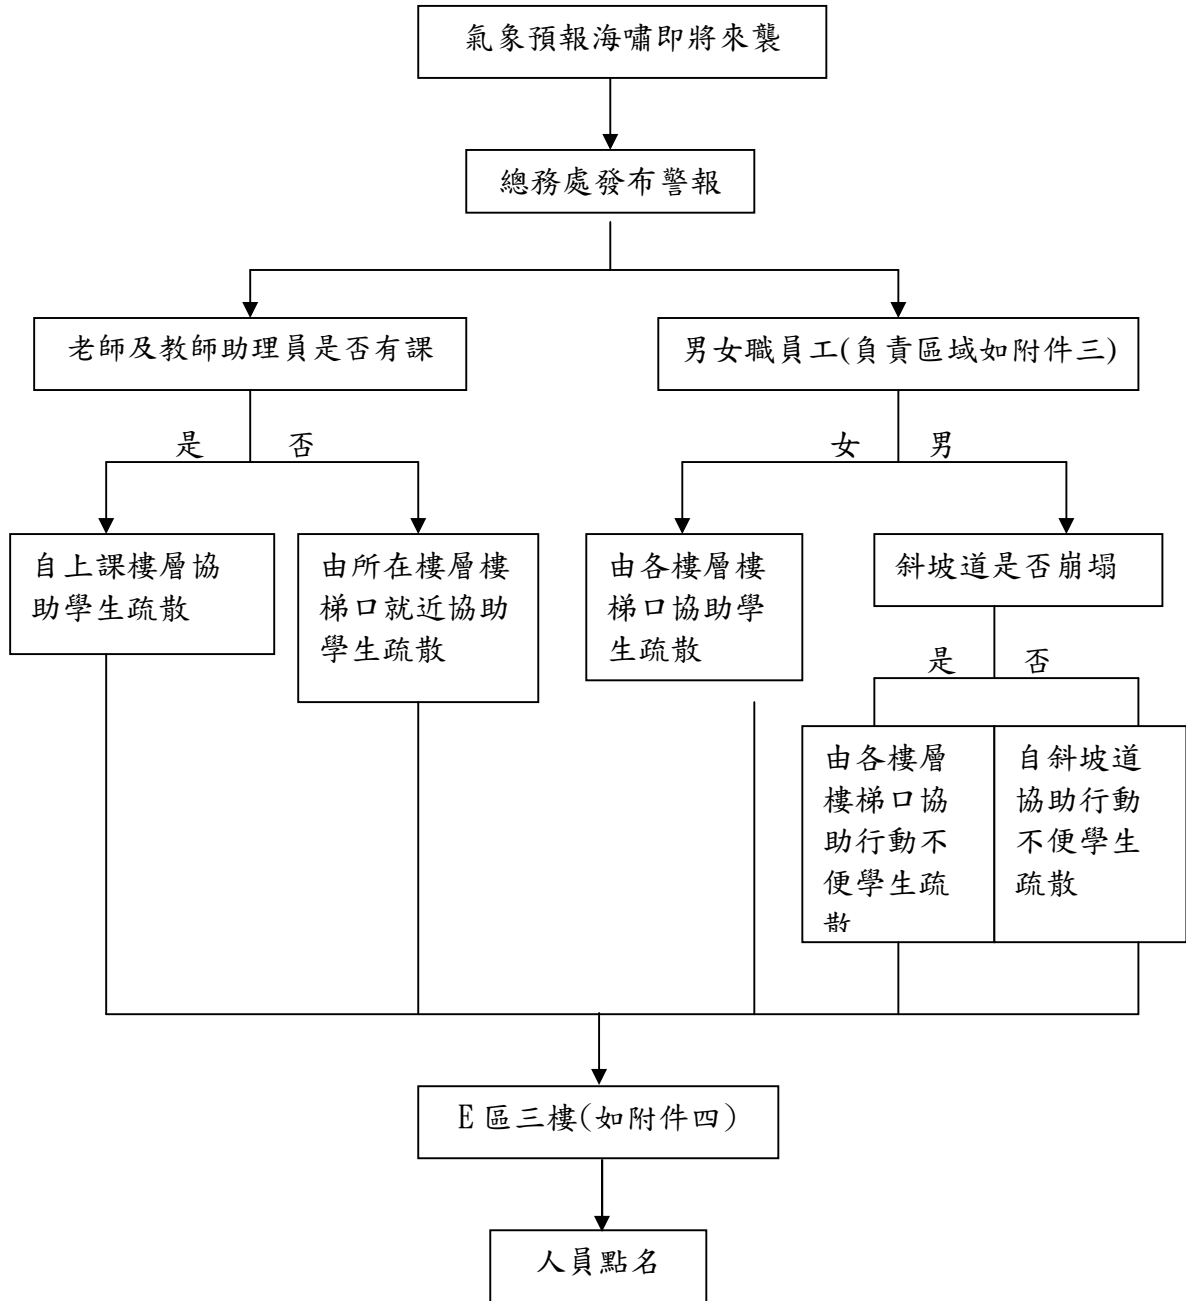 氣象預報海嘯即將來襲
總務處發布警報
老師及教師助理員是否有課
男女職員工(負責區域如附件三)
是 否
女 男
自上課樓層協
助學生疏散
由所在樓層樓
梯口就近協助
學生疏散
由各樓層樓
梯口協助學
生疏散
斜坡道是否崩塌
是 否
由各樓層
樓梯口協
助行動不
便學生疏
散
自斜坡道
協助行動
不便學生
疏散
E區三樓(如附件四)
人員點名